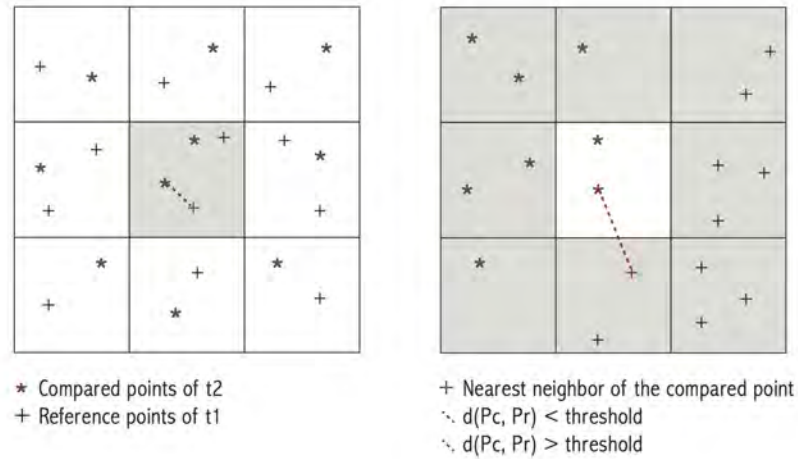 Compared points of t2
Reference points of t1
Nearest neighbor of the compared point
d(Pc, Pr) < threshold
d(Pc, Pr) > threshold